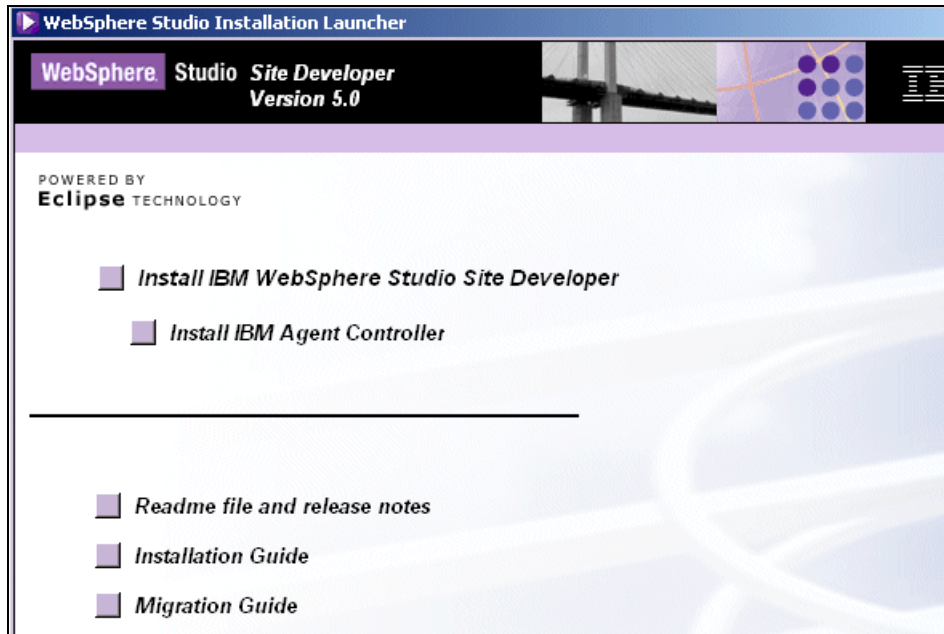 WebSphere Studio Installation Launcher
WebSphere. Studio Site Developer
Version 5.0
POWERED BY
Eclipse TECHNOLOGY
Install IBM WebSphere Studio Site Developer
Install IBM Agent Controller
Readme file and release notes
Installation Guide
Migration Guide